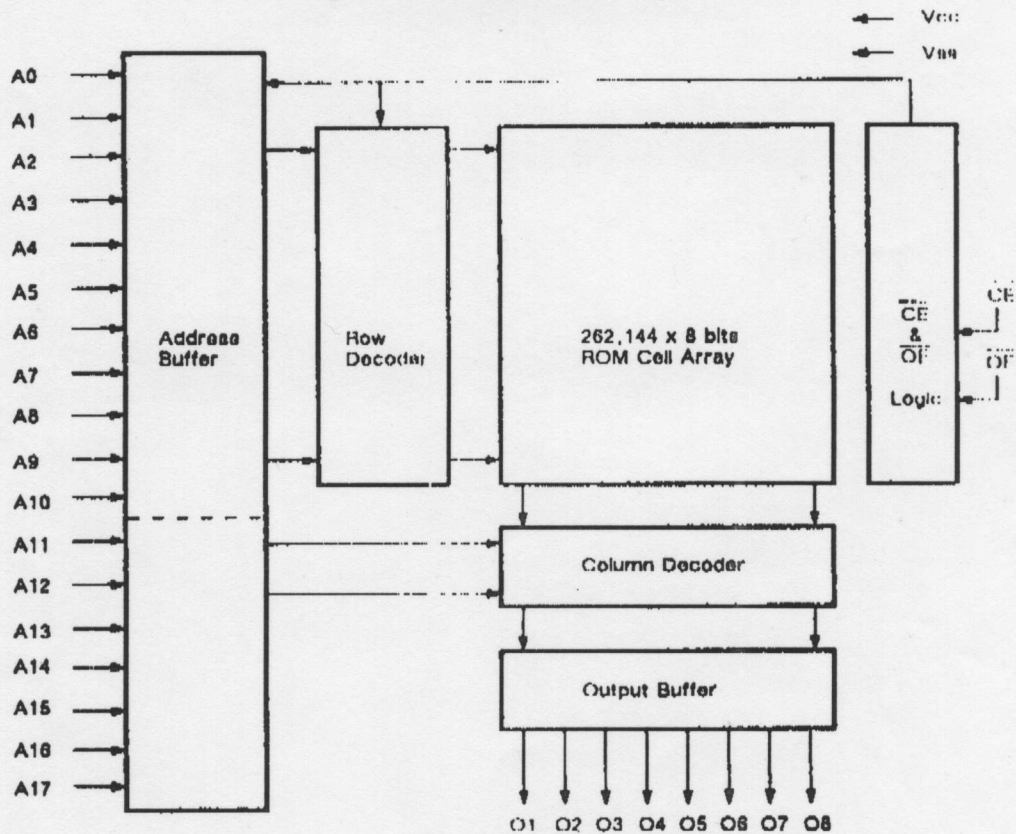 Vcc
Vss
A0
A1
A2
A3
A4
A5
A6
A7
A8
A9
A10
A11
A12
A13
A14
A15
A16
A17
Address
Buffer
Row
Decoder
262,144 x 8 bits
ROM Cell Array
CE
&
OE
Logic
CE
OE
Column Decoder
Output Buffer
O1 O2 O3 O4 O5 O6 O7 O8